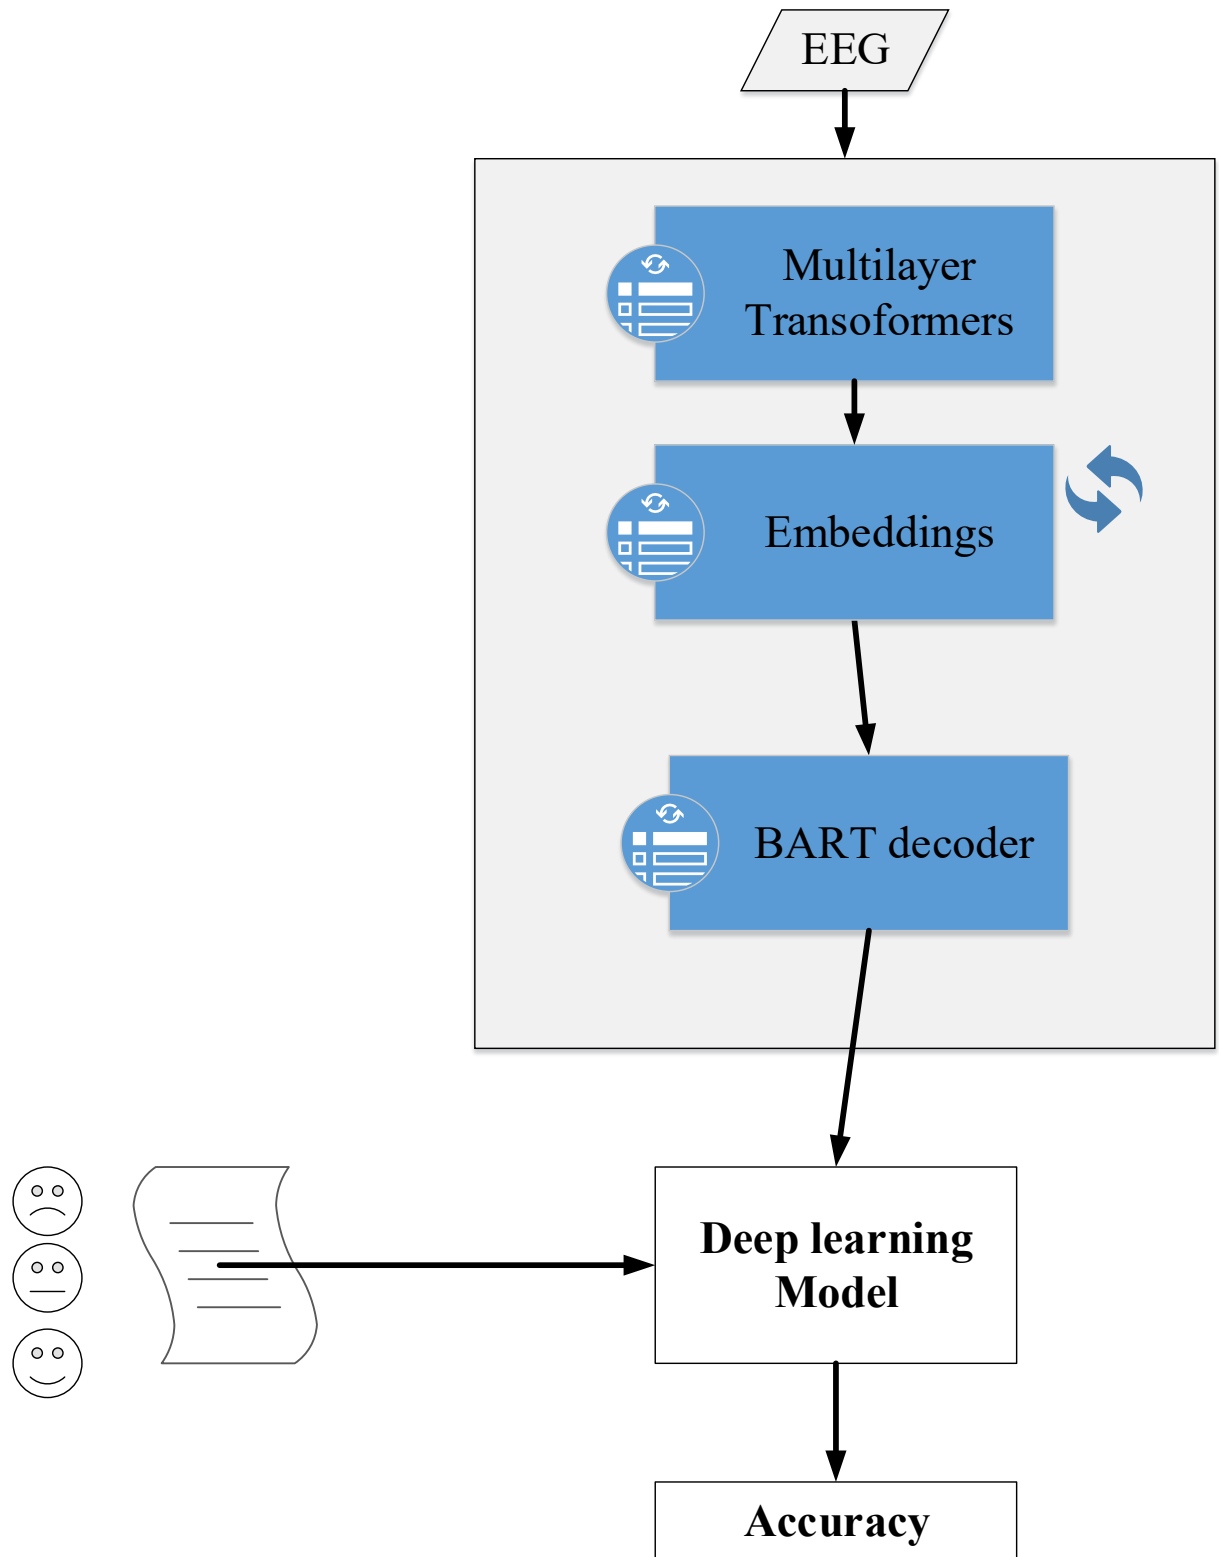 EEG
Multilayer
Transoformers
Embeddings
BART decoder
Deep learning
Model
Accuracy